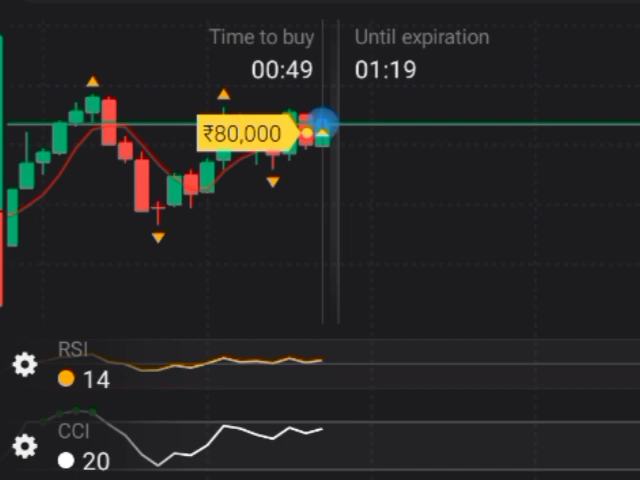 Time to buy
00:49
Until expiration
01:19
₹80,000
RSI
14
CCI
20